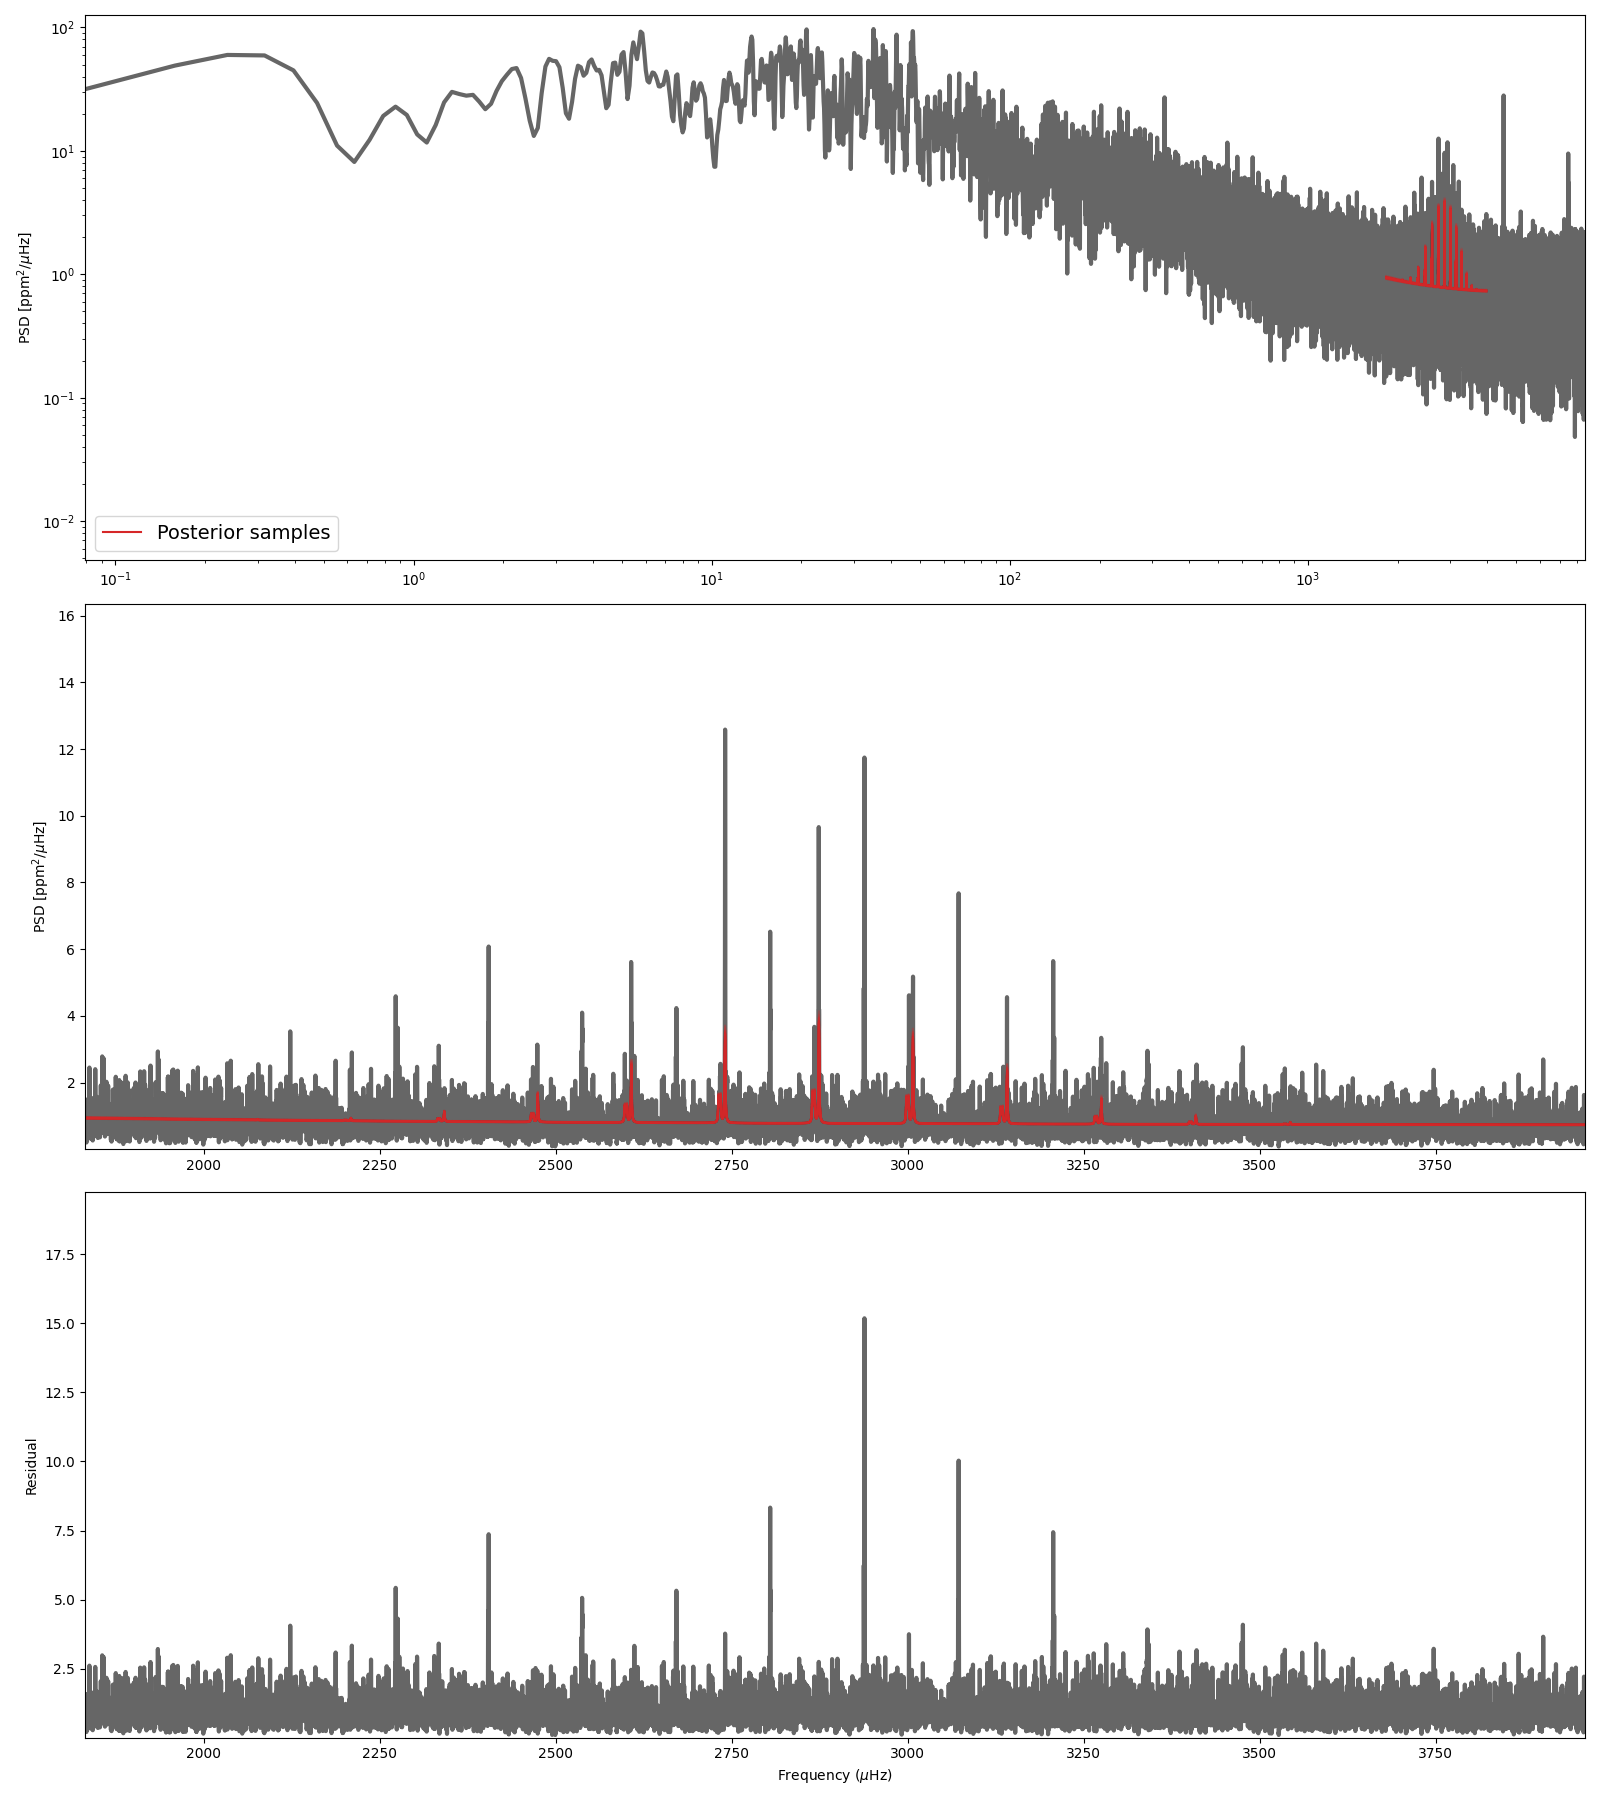 10²
10¹
10⁰
10⁻¹
10⁻²
PSD [ppm²/μHz]
Posterior samples
10⁻¹ 10⁰ 10¹ 10² 10³
16
14
12
10
8
6
4
2
PSD [ppm²/μHz]
2000 2250 2500 2750 3000 3250 3500 3750
17.5
15.0
12.5
10.0
7.5
5.0
2.5
Residual
2000 2250 2500 2750 3000 3250 3500 3750
Frequency (μHz)